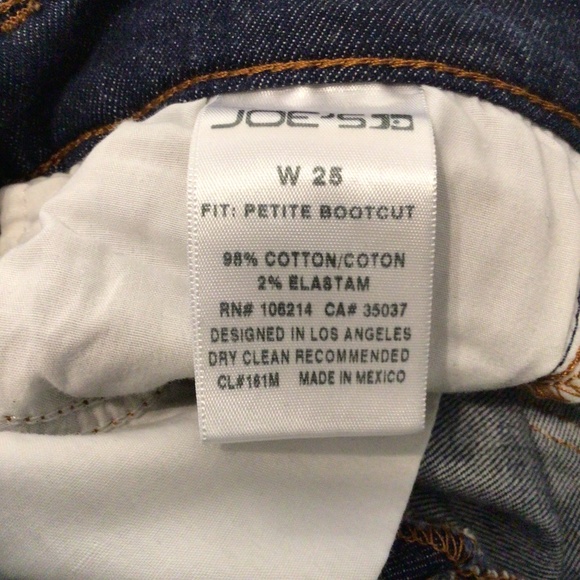 JOE'S
W 25
FIT: PETITE BOOTCUT
98% COTTON/COTON
2% ELASTAM
RN# 106214 CA# 35037
DESIGNED IN LOS ANGELES
DRY CLEAN RECOMMENDED
CL#161M MADE IN MEXICO